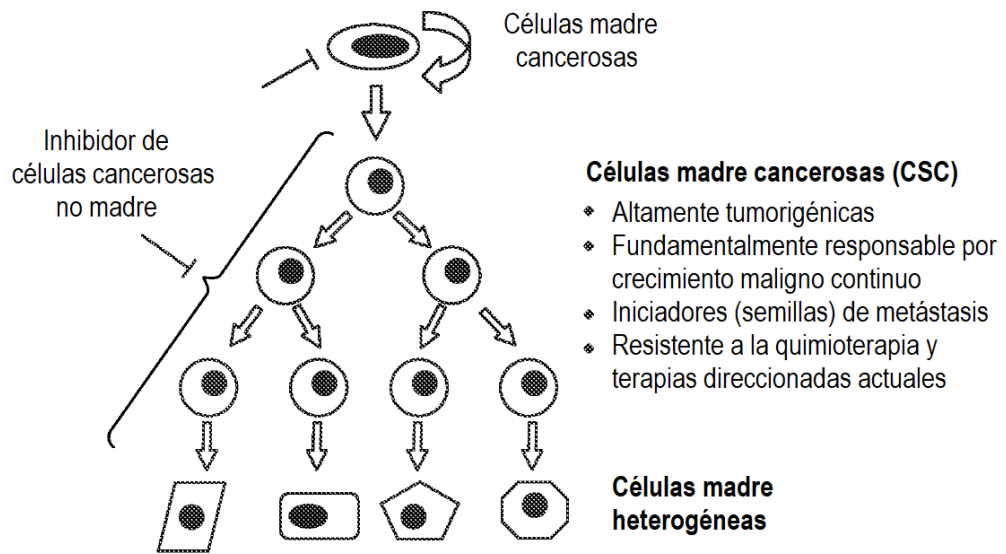 Células madre
cancerosas
Inhibidor de
células cancerosas
no madre
Células madre cancerosas (CSC)
Altamente tumorigénicas
Fundamentalmente responsable por
crecimiento maligno continuo
Iniciadores (semillas) de metástasis
Resistente a la quimioterapia y
terapias direccionadas actuales
Células madre
heterogéneas